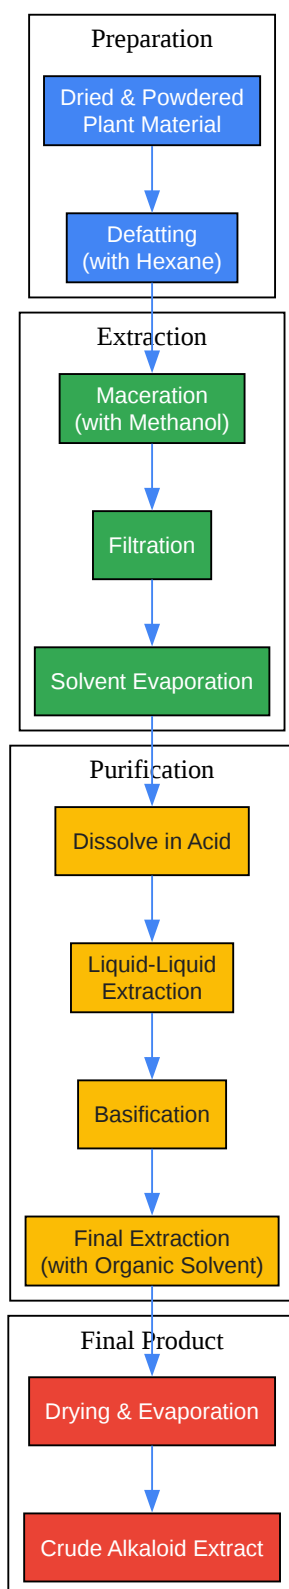 Preparation
Dried & Powdered
Plant Material
Defatting
(with Hexane)
Extraction
Maceration
(with Methanol)
Filtration
Solvent Evaporation
Purification
Dissolve in Acid
Liquid-Liquid
Extraction
Basification
Final Extraction
(with Organic Solvent)
Final Product
Drying & Evaporation
Crude Alkaloid Extract